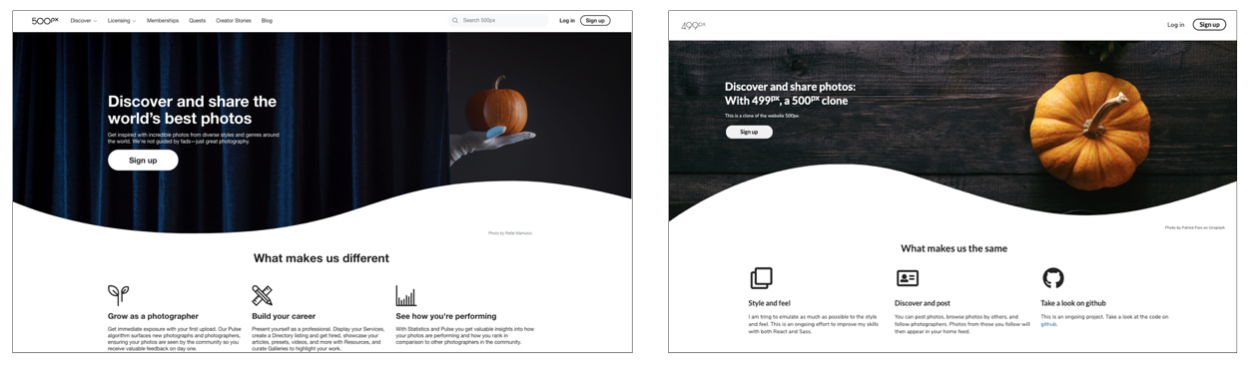 500px Discover Licensing Memberships Quests Creator Stories Blog Search 500px Log in Sign up
Discover and share the
world's best photos
Get inspired with incredible photos from diverse styles and genres around
the world. We're not guided by fads—just great photography.
Sign up
Photo by
What makes us different
Grow as a photographer
Get immediate exposure with your first upload. Our Pulse
algorithm surfaces new photographs and photographers,
ensuring your photos are seen by the community so you
receive valuable feedback on day one.
Build your career
Present yourself as a professional. Display your Services,
create a Directory listing and get hired, showcase your
articles, presets, videos, and more with Resources, and
curate Galleries to highlight your work.
See how you're performing
With Statistics and Pulse you get valuable insights into how
your photos are performing and how you rank in
comparison to other photographers in the community.
499px Log in Sign up
Discover and share photos:
With 499px, a 500px clone
This is a clone of the website 500px.
Sign up
Photo by Patrick Fore on Unsplash
What makes us the same
Style and feel
I am trying to emulate as much as possible to the style
and feel. This is an ongoing effort to improve my skills
with both React and Sass.
Discover and post
You can post photos, browse photos by others, and
follow photographers. Photos from those you follow will
then appear in your home feed.
Take a look on github
This is an ongoing project. Take a look at the code on
github.